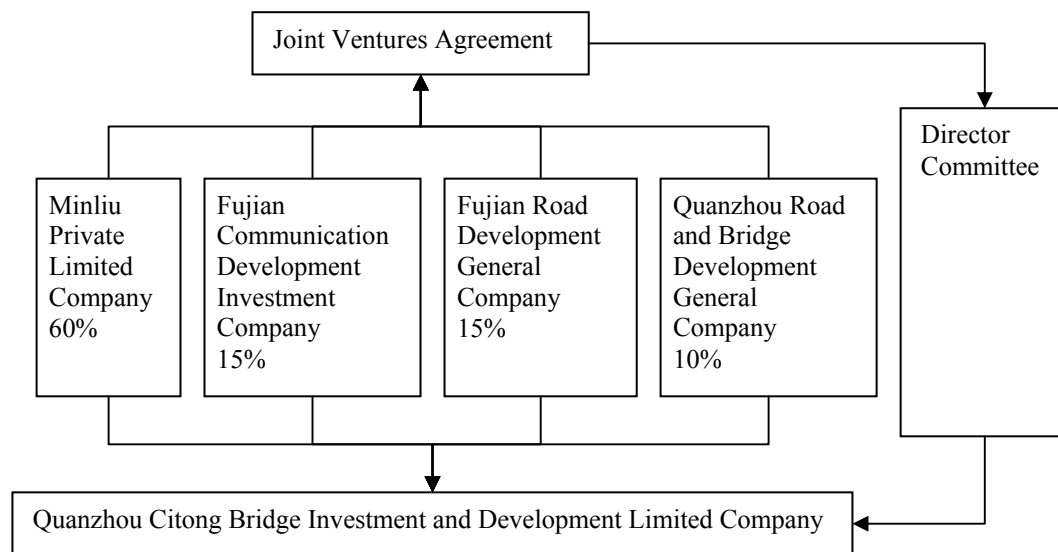 Joint Ventures Agreement
Director
Committee
Minliu
Private
Limited
Company
60%
Fujian
Communication
Development
Investment
Company
15%
Fujian Road
Development
General
Company
15%
Quanzhou Road
and Bridge
Development
General
Company
10%
Quanzhou Citong Bridge Investment and Development Limited Company